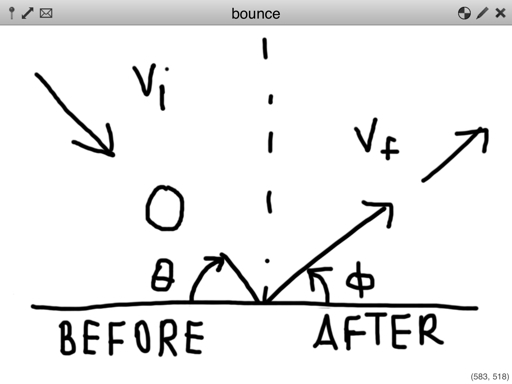 bounce
Vi
Vf
θ
ϕ
BEFORE
AFTER
(583, 518)